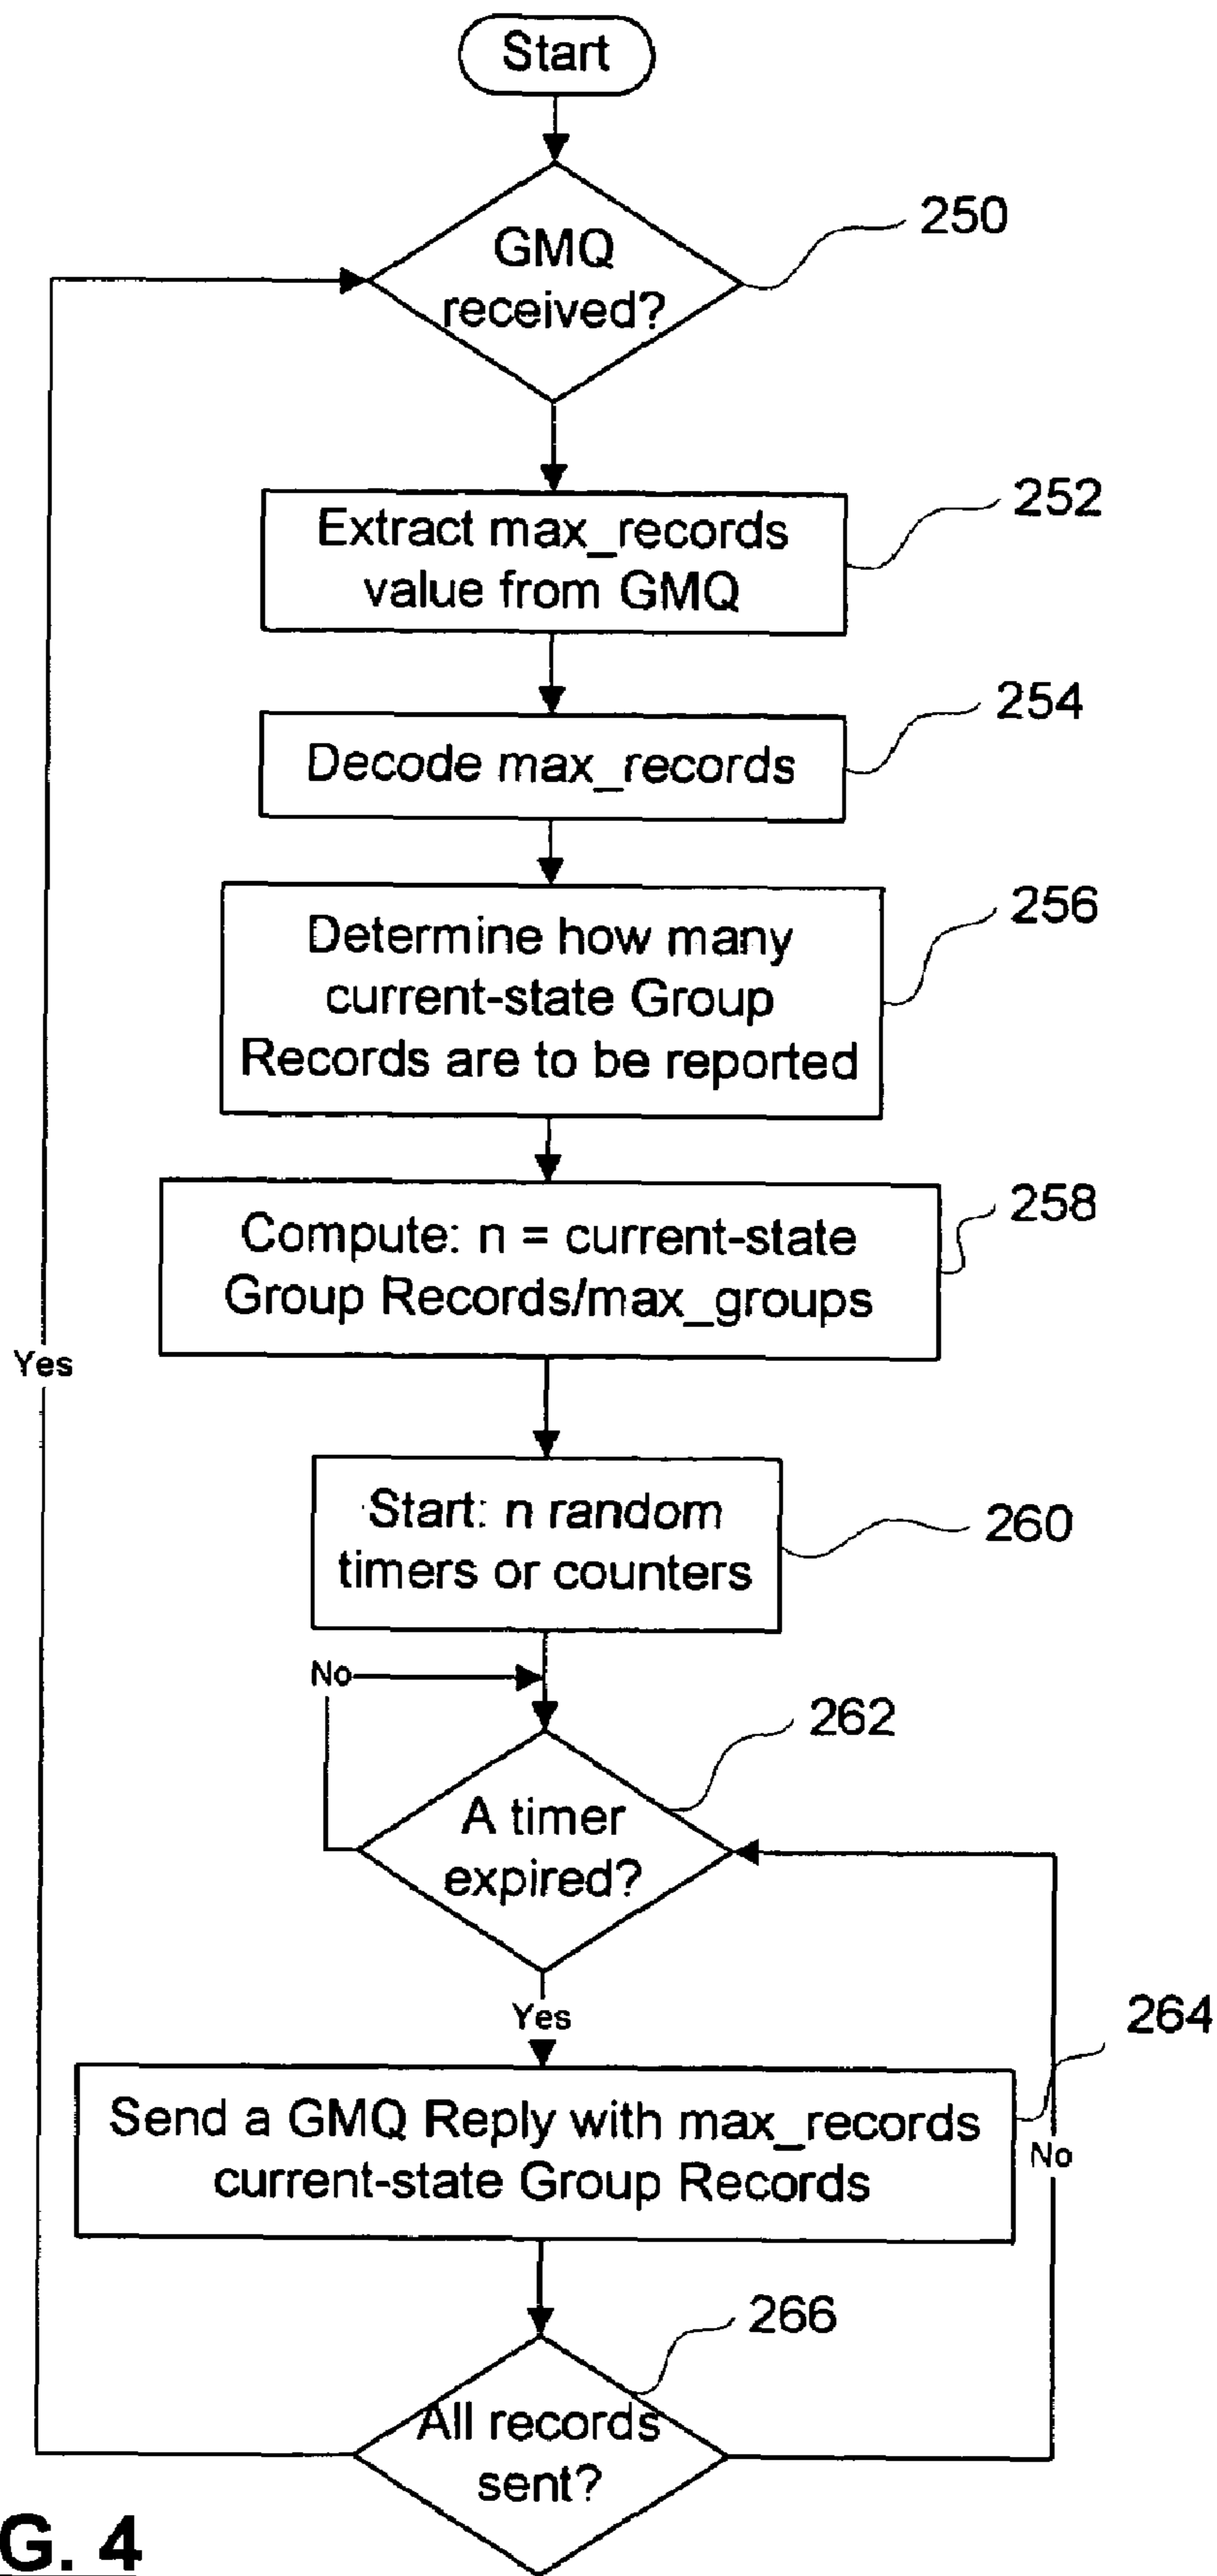 Start
GMQ
received?
250
Extract max_records
value from GMQ
252
Decode max_records
254
Determine how many
current-state Group
Records are to be reported
256
Compute: n = current-state
Group Records/max_groups
258
Yes
Start: n random
timers or counters
260
No
A timer
expired?
262
Yes
Send a GMQ Reply with max_records
current-state Group Records
264
No
All records
sent?
266
G. 4